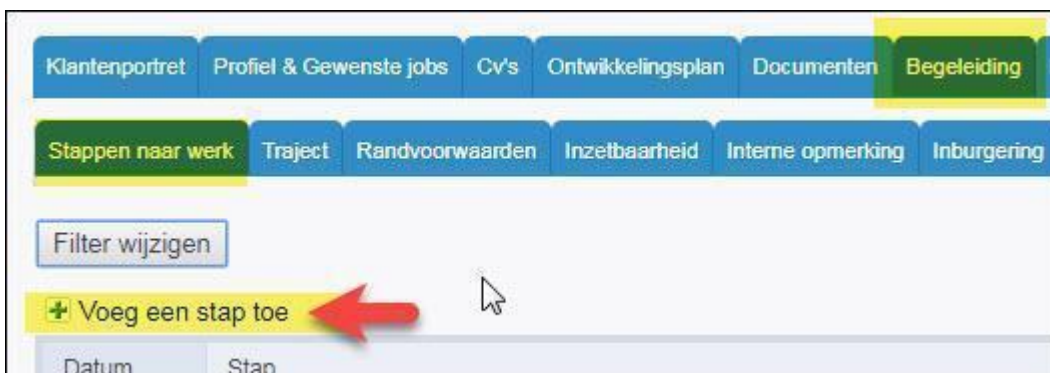 Klantenportret Profiel & Gewenste jobs Cv's Ontwikkelingsplan Documenten Begeleiding
Stappen naar werk Traject Randvoorwaarden Inzetbaarheid Interne opmerking Inburgering
Filter wijzigen
Voeg een stap toe
Datum Stap